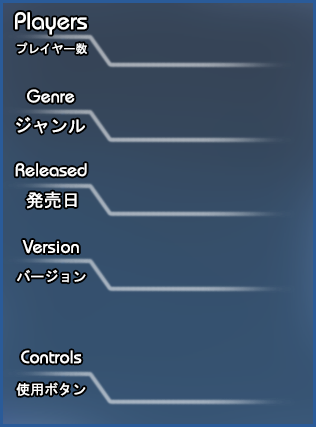 Players
プレイヤー数
Genre
ジャンル
Released
発売日
Version
バージョン
Controls
使用ボタン